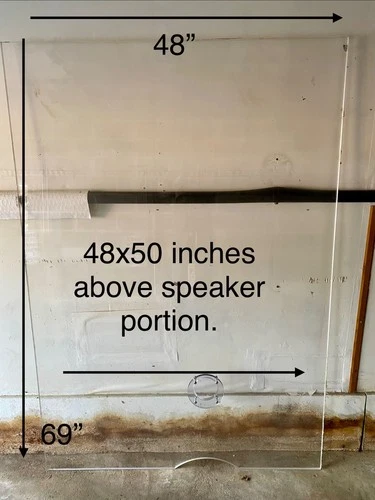 48”
48x50 inches
above speaker
portion.
69”